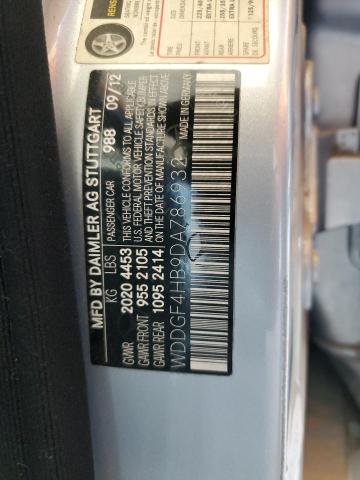 MFD BY DAIMLER AG STUTTGART
PASSENGER CAR 988 09/12
KG LBS
THIS VEHICLE CONFORMS TO ALL APPLICABLE
GVWR 2020 4453
U.S. FEDERAL MOTOR VEHICLE SAFETY, BUMPER
GAWR FRONT 955 2105
AND THEFT PREVENTION STANDARDS IN EFFECT
GAWR REAR 1095 2414
ON THE DATE OF MANUFACTURE SHOWN ABOVE
MADE IN GERMANY
WDDGF4HB9DA786932
RENS